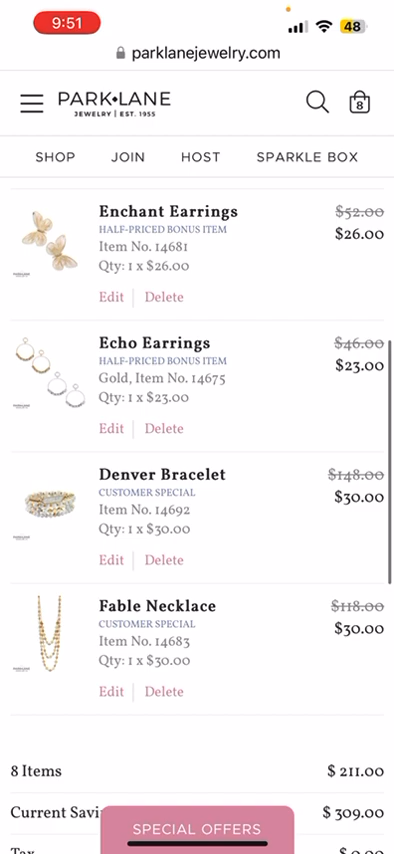 9:51
48
parklanejewelry.com
PARK LANE
JEWELRY | EST. 1955
8
SHOP JOIN HOST SPARKLE BOX
Enchant Earrings $52.00
HALF-PRICED BONUS ITEM $26.00
Item No. 14681
Qty: 1 x $26.00
Edit | Delete
Echo Earrings $46.00
HALF-PRICED BONUS ITEM $23.00
Gold, Item No. 14675
Qty: 1 x $23.00
Edit | Delete
Denver Bracelet $148.00
CUSTOMER SPECIAL $30.00
Item No. 14692
Qty: 1 x $30.00
Edit | Delete
Fable Necklace $118.00
CUSTOMER SPECIAL $30.00
Item No. 14683
Qty: 1 x $30.00
Edit | Delete
8 Items $ 211.00
Current Savi $ 309.00
SPECIAL OFFERS
Tax $ 0.00